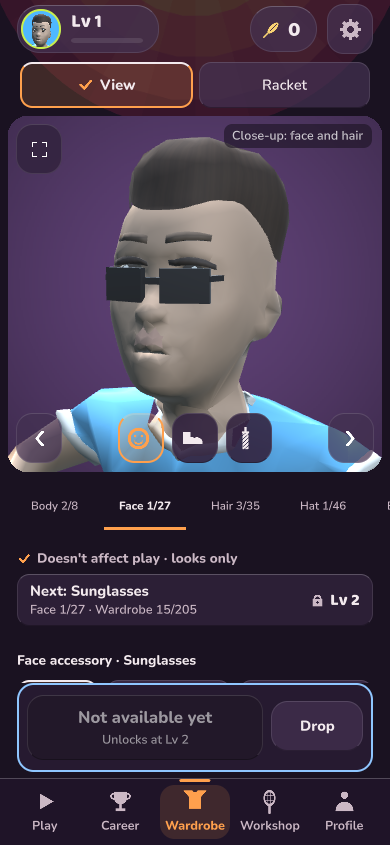 Lv 1
0
View
Racket
Close-up: face and hair
Body 2/8
Face 1/27
Hair 3/35
Hat 1/46
Doesn't affect play · looks only
Next: Sunglasses
Face 1/27 · Wardrobe 15/205
Lv 2
Face accessory · Sunglasses
Not available yet
Unlocks at Lv 2
Drop
Play
Career
Wardrobe
Workshop
Profile